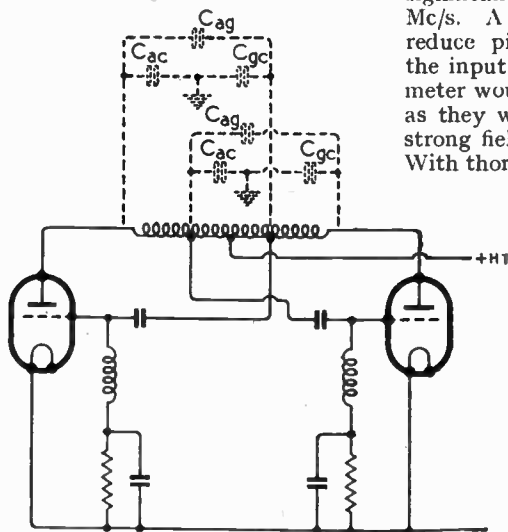 Mc/s. A
reduce pi
the input
meter wou
as they w
strong fiel
With thor
Cag
Cac Cgc
Cag
Cac Cgc
+HT